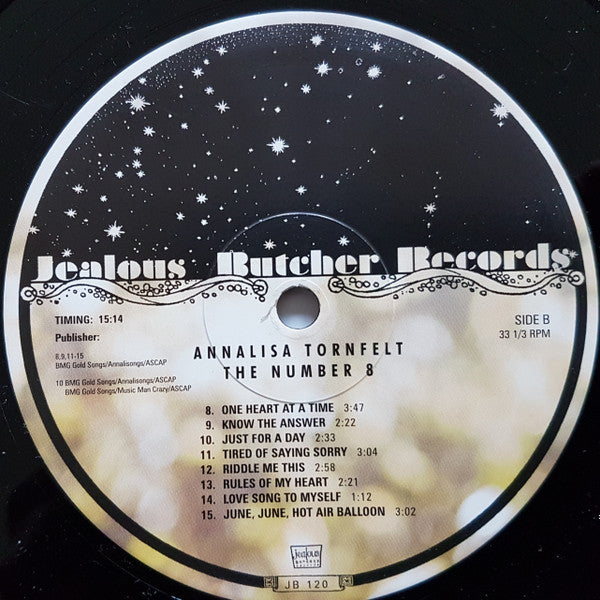 Jealous Butcher Records
TIMING: 15:14
SIDE B
Publisher:
33 1/3 RPM
8,9,11-15
BMG Gold Songs/Annalisongs/ASCAP
10 BMG Gold Songs/Annalisongs/ASCAP
BMG Gold Songs/Music Man Crazy/ASCAP
ANNALISA TORNFELT
THE NUMBER 8
8. ONE HEART AT A TIME 3:47
9. KNOW THE ANSWER 2:22
10. JUST FOR A DAY 2:33
11. TIRED OF SAYING SORRY 3:04
12. RIDDLE ME THIS 2:58
13. RULES OF MY HEART 2:21
14. LOVE SONG TO MYSELF 1:12
15. JUNE, JUNE, HOT AIR BALLOON 3:02
jealous
BUTCHER
JB 120